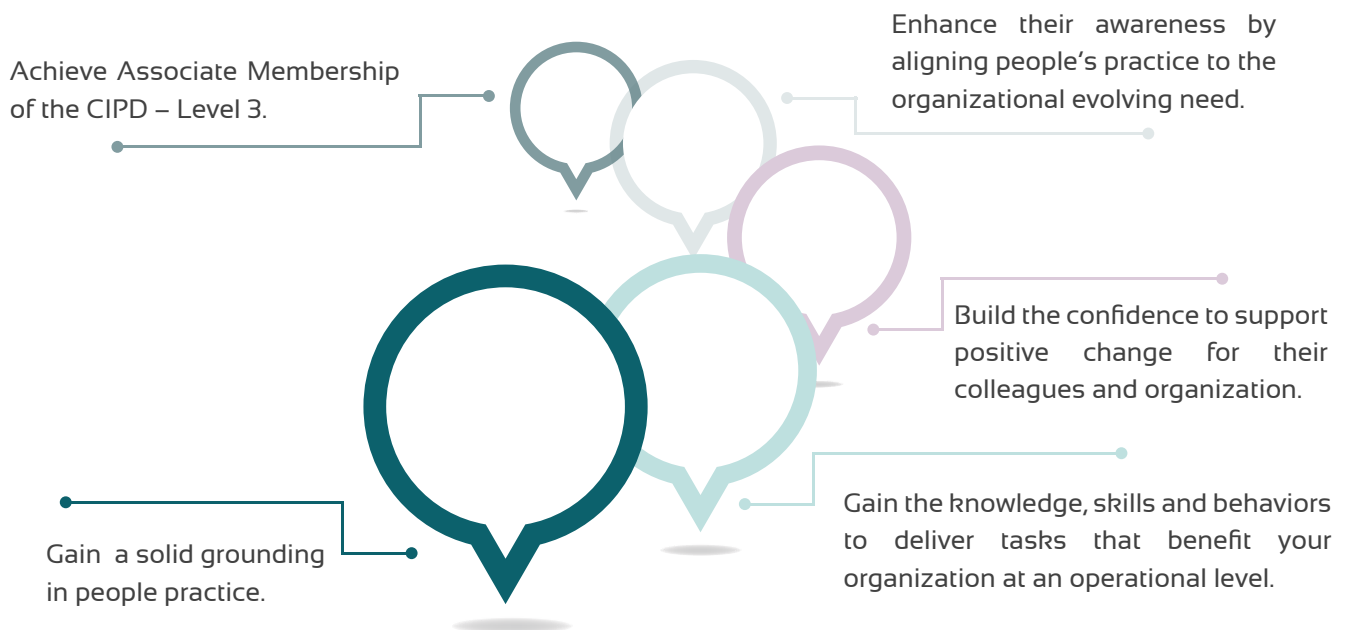 Achieve Associate Membership
of the CIPD – Level 3.
Enhance their awareness by
aligning people's practice to the
organizational evolving need.
Build the confidence to support
positive change for their
colleagues and organization.
Gain the knowledge, skills and behaviors
to deliver tasks that benefit your
organization at an operational level.
Gain a solid grounding
in people practice.